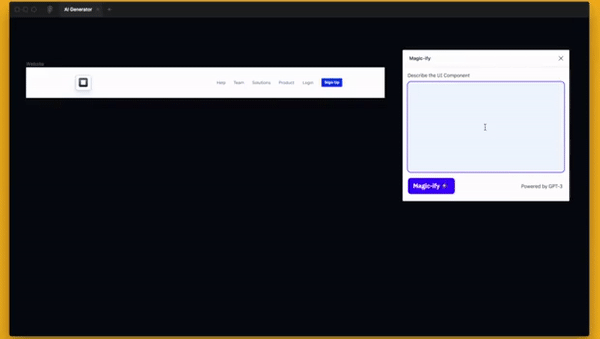 AI Generator
Website
Help Team Solutions Product Login Sign Up
Magic-ify
Describe the UI Component
Magic-ify
Powered by GPT-3